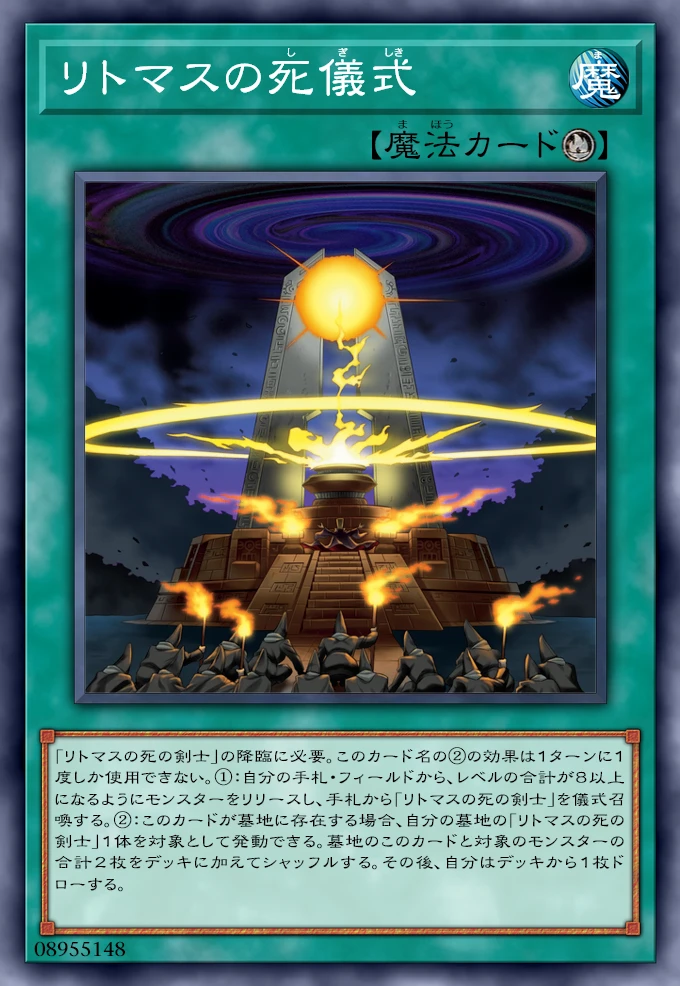 リトマスの死儀式
魔
【魔法カード】
「リトマスの死の剣士」の降臨に必要。このカード名の②の効果は1ターンに1
度しか使用できない。①:自分の手札・フィールドから、レベルの合計が8以上
になるようにモンスターをリリースし、手札から「リトマスの死の剣士」を儀式召
喚する。②:このカードが墓地に存在する場合、自分の墓地の「リトマスの死の
剣士」1体を対象として発動できる。墓地のこのカードと対象のモンスターの
合計2枚をデッキに加えてシャッフルする。その後、自分はデッキから1枚ド
ローする。
08955148